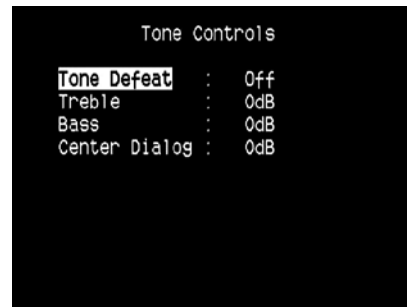 Tone Controls
Tone Defeat : Off
Treble : 0dB
Bass : 0dB
Center Dialog : 0dB